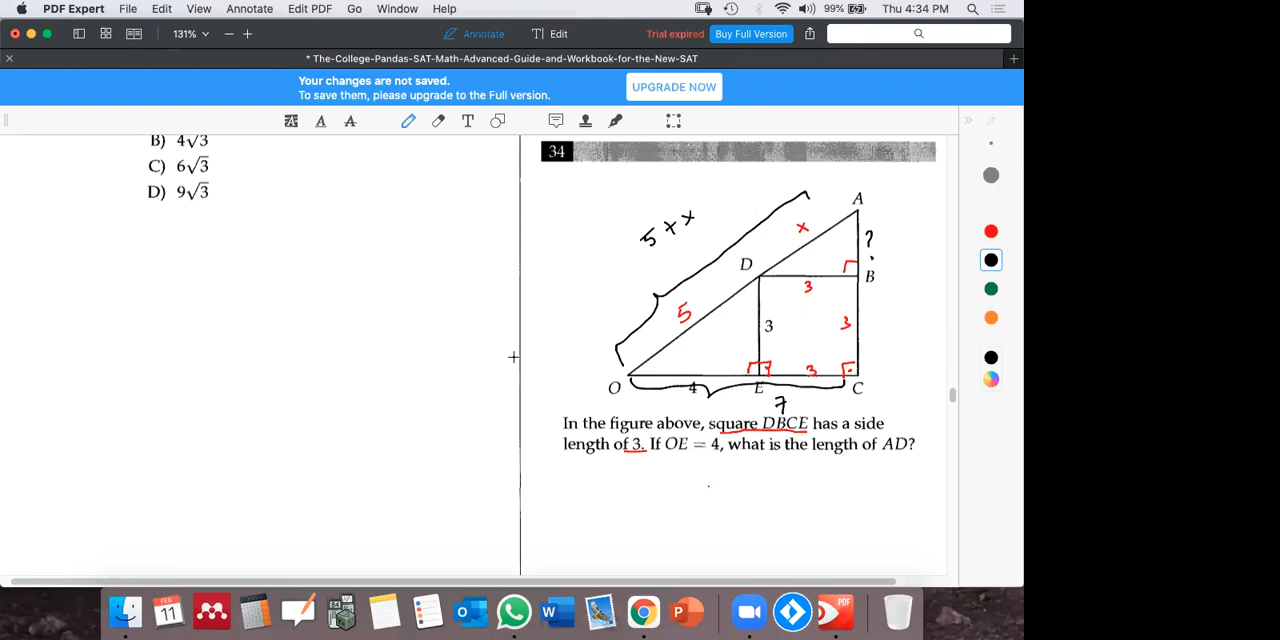 PDF Expert File Edit View Go Annotate Edit PDF Window Help 99% Thu 4:34 PM
131% Annotate Edit Trial expired Buy Full Version
* The-College-Pandas-SAT-Math-Advanced-Guide-and-Workbook-for-the-New-SAT
Your changes are not saved.
To save them, please upgrade to the Full version.
UPGRADE NOW
B) 4√3
C) 6√3
D) 9√3
34
A
5 + x
x
?
D
B
3
5
3
3
3
O
4
E
C
7
In the figure above, square DBCE has a side
length of 3. If OE = 4, what is the length of AD?
FEB
11
W
P
PDF